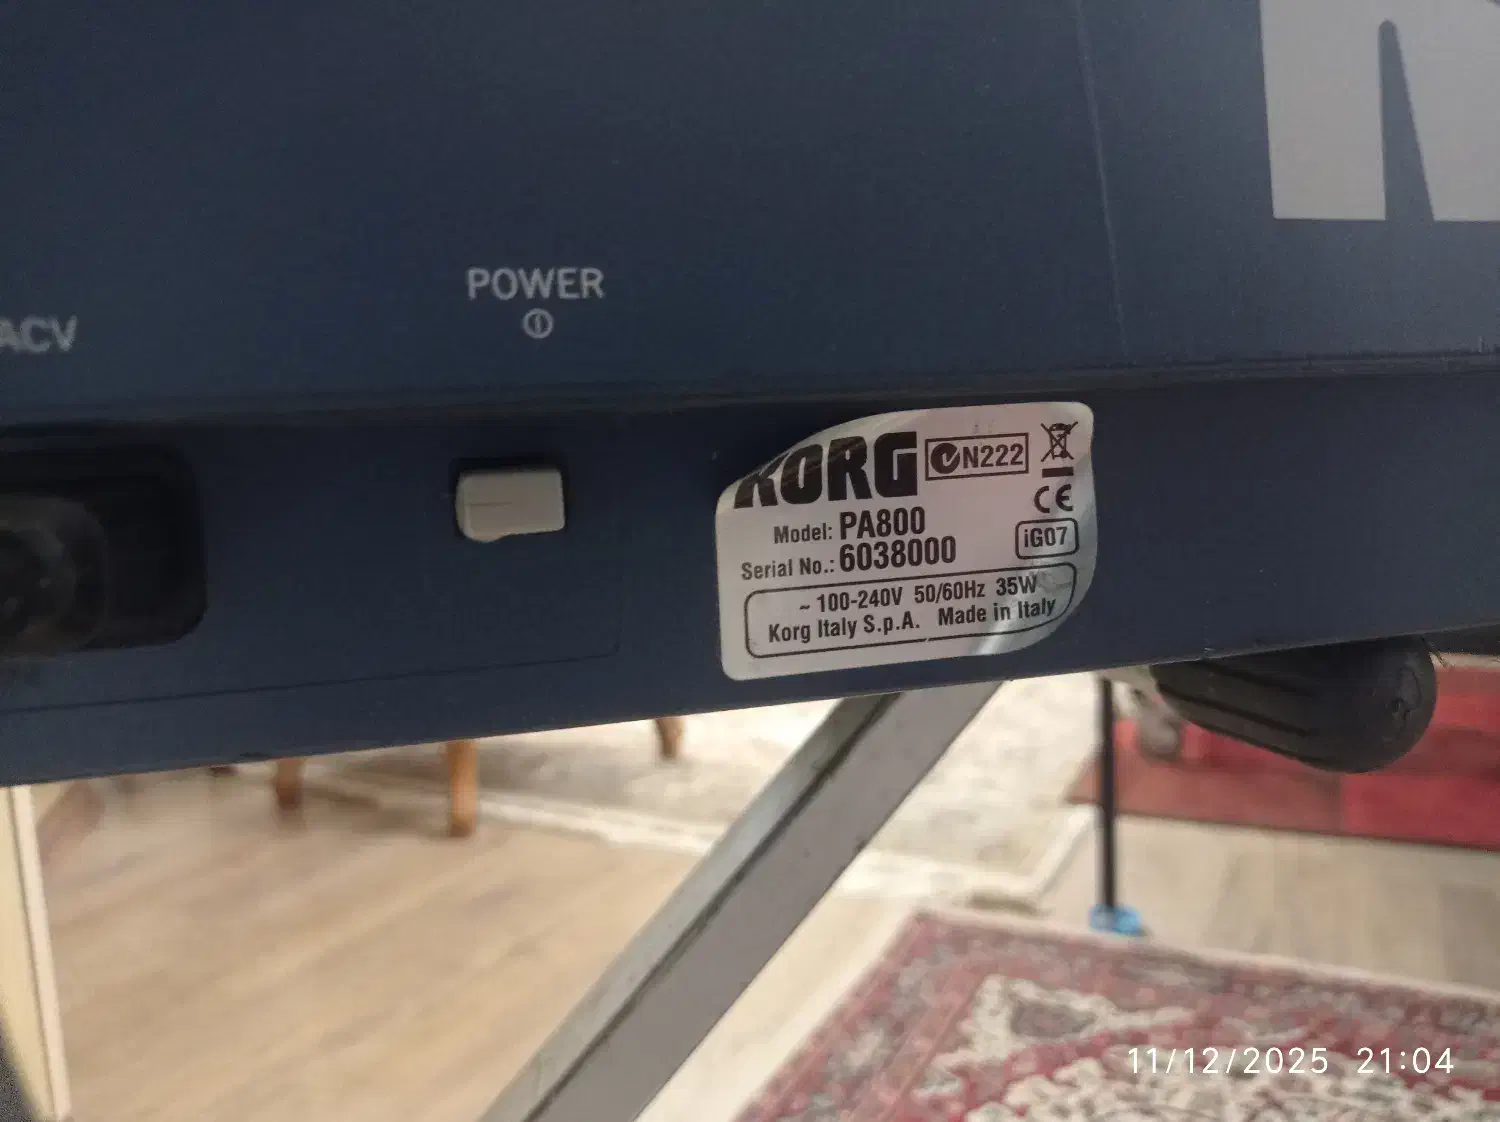 POWER
ACV
KORG N222
CE
Model: PA800
Serial No.: 6038000
iG07
~ 100-240V 50/60Hz 35W
Korg Italy S.p.A. Made in Italy
11/12/2025 21:04